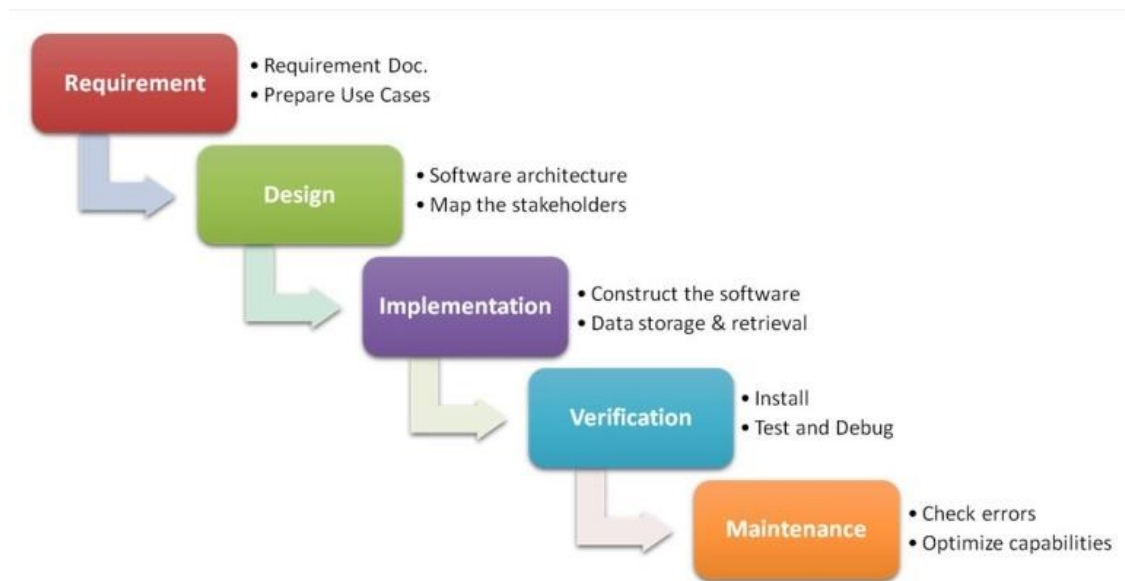 Requirement
• Requirement Doc.
• Prepare Use Cases
Design
• Software architecture
• Map the stakeholders
Implementation
• Construct the software
• Data storage & retrieval
Verification
• Install
• Test and Debug
Maintenance
• Check errors
• Optimize capabilities